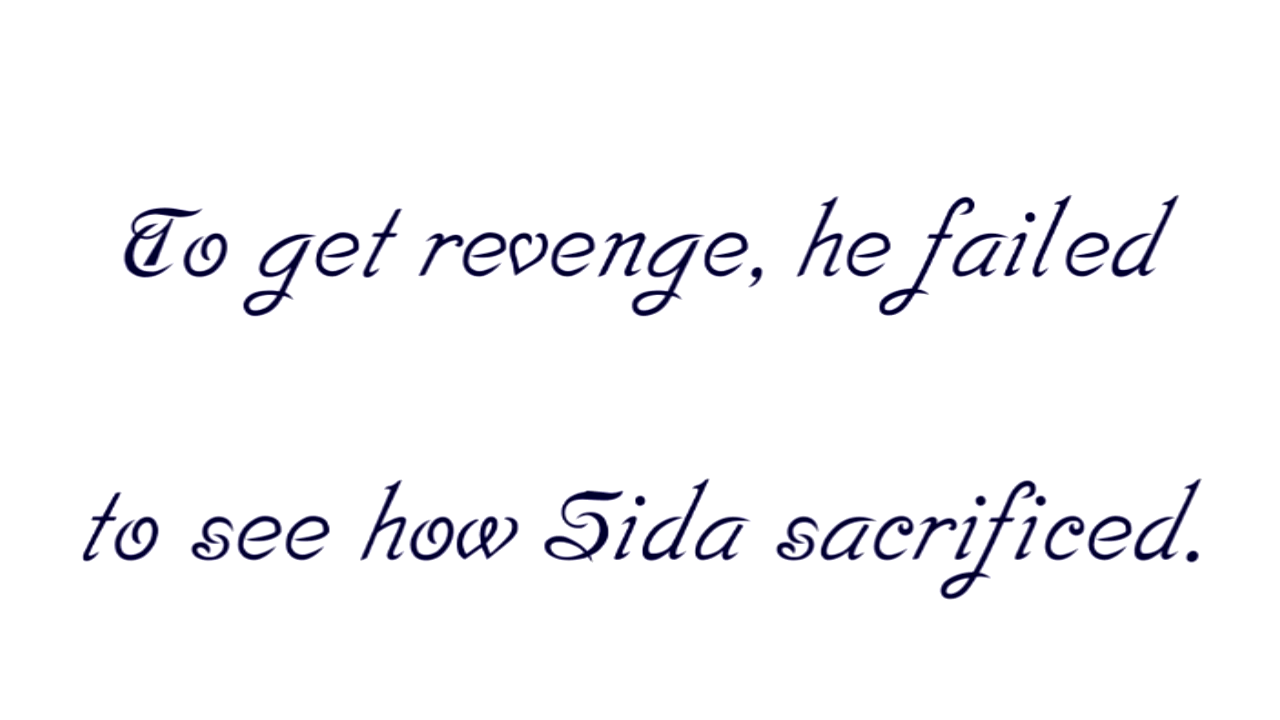 To get revenge, he failed
to see how Sida sacrificed.